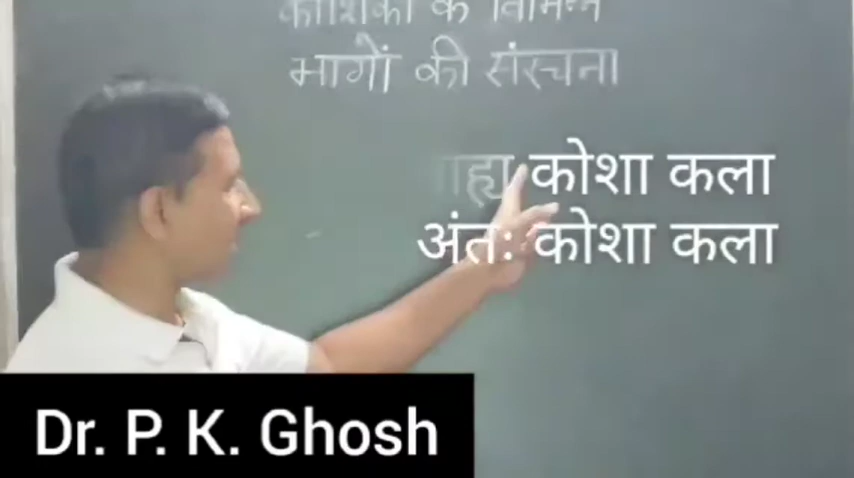 कोशिका के विभिन्न
भागों की संरचना
कोशा कला
अंतः कोशा कला
Dr. P. K. Ghosh